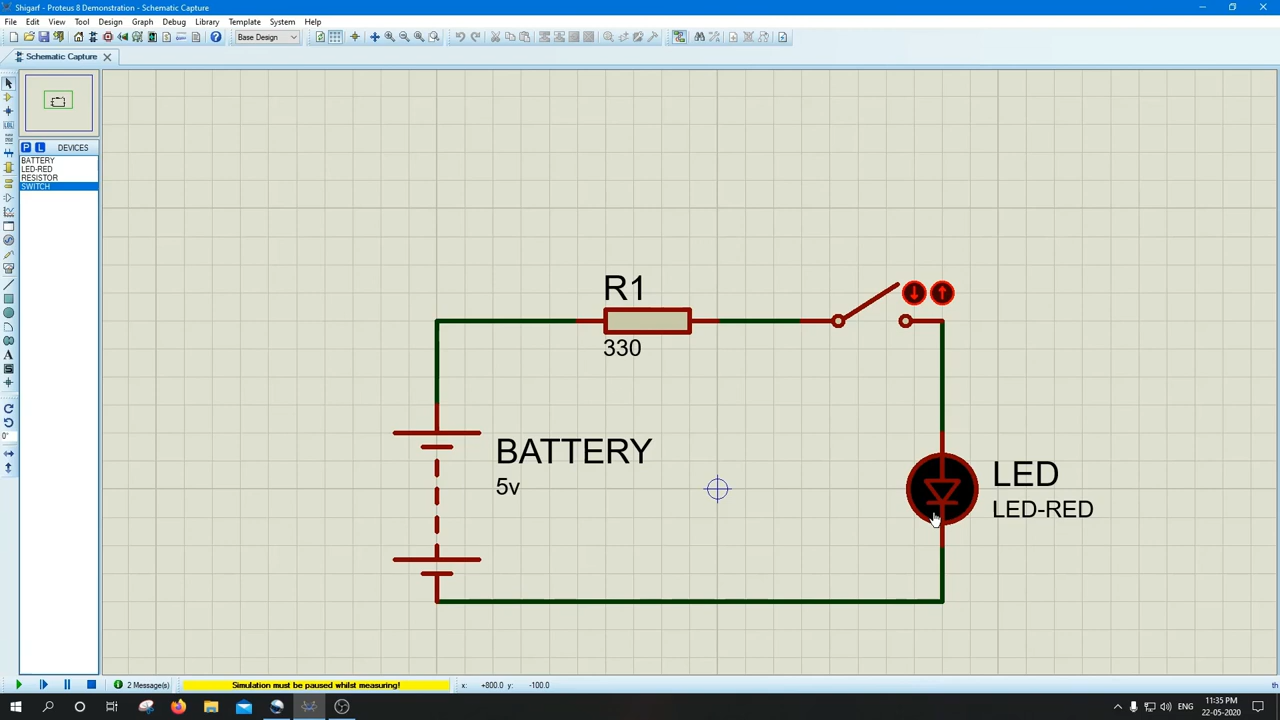 Shigarf - Proteus 8 Demonstration - Schematic Capture
File Edit View Tool Design Graph Debug Library Template System Help
Base Design
Schematic Capture
P L DEVICES
BATTERY
LED-RED
RESISTOR
SWITCH
R1
330
BATTERY
5v
LED
LED-RED
2 Message(s) Simulation must be paused whilst measuring! x: +800.0 y: -100.0 th
ENG 11:35 PM
22-05-2020